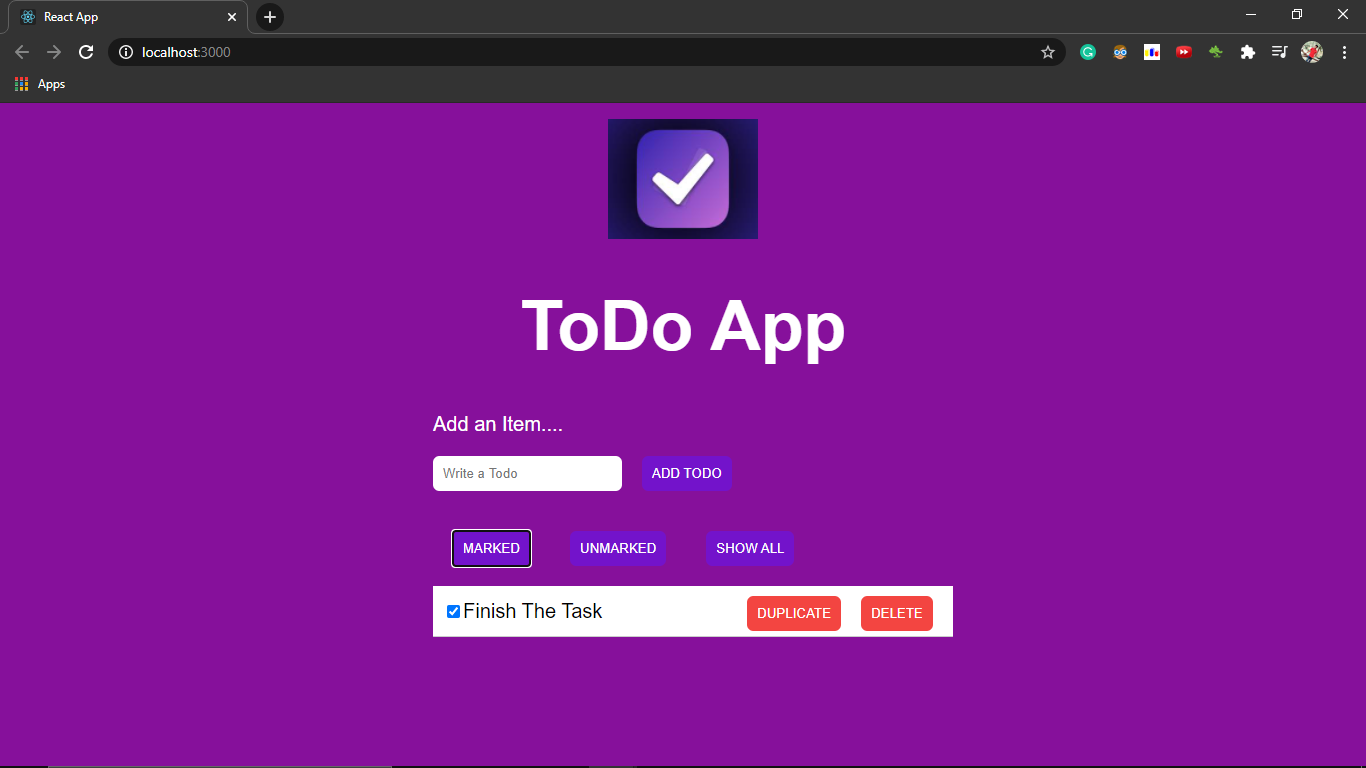 React App
localhost:3000
Apps
ToDo App
Add an Item....
Write a Todo
ADD TODO
MARKED UNMARKED SHOW ALL
Finish The Task DUPLICATE DELETE